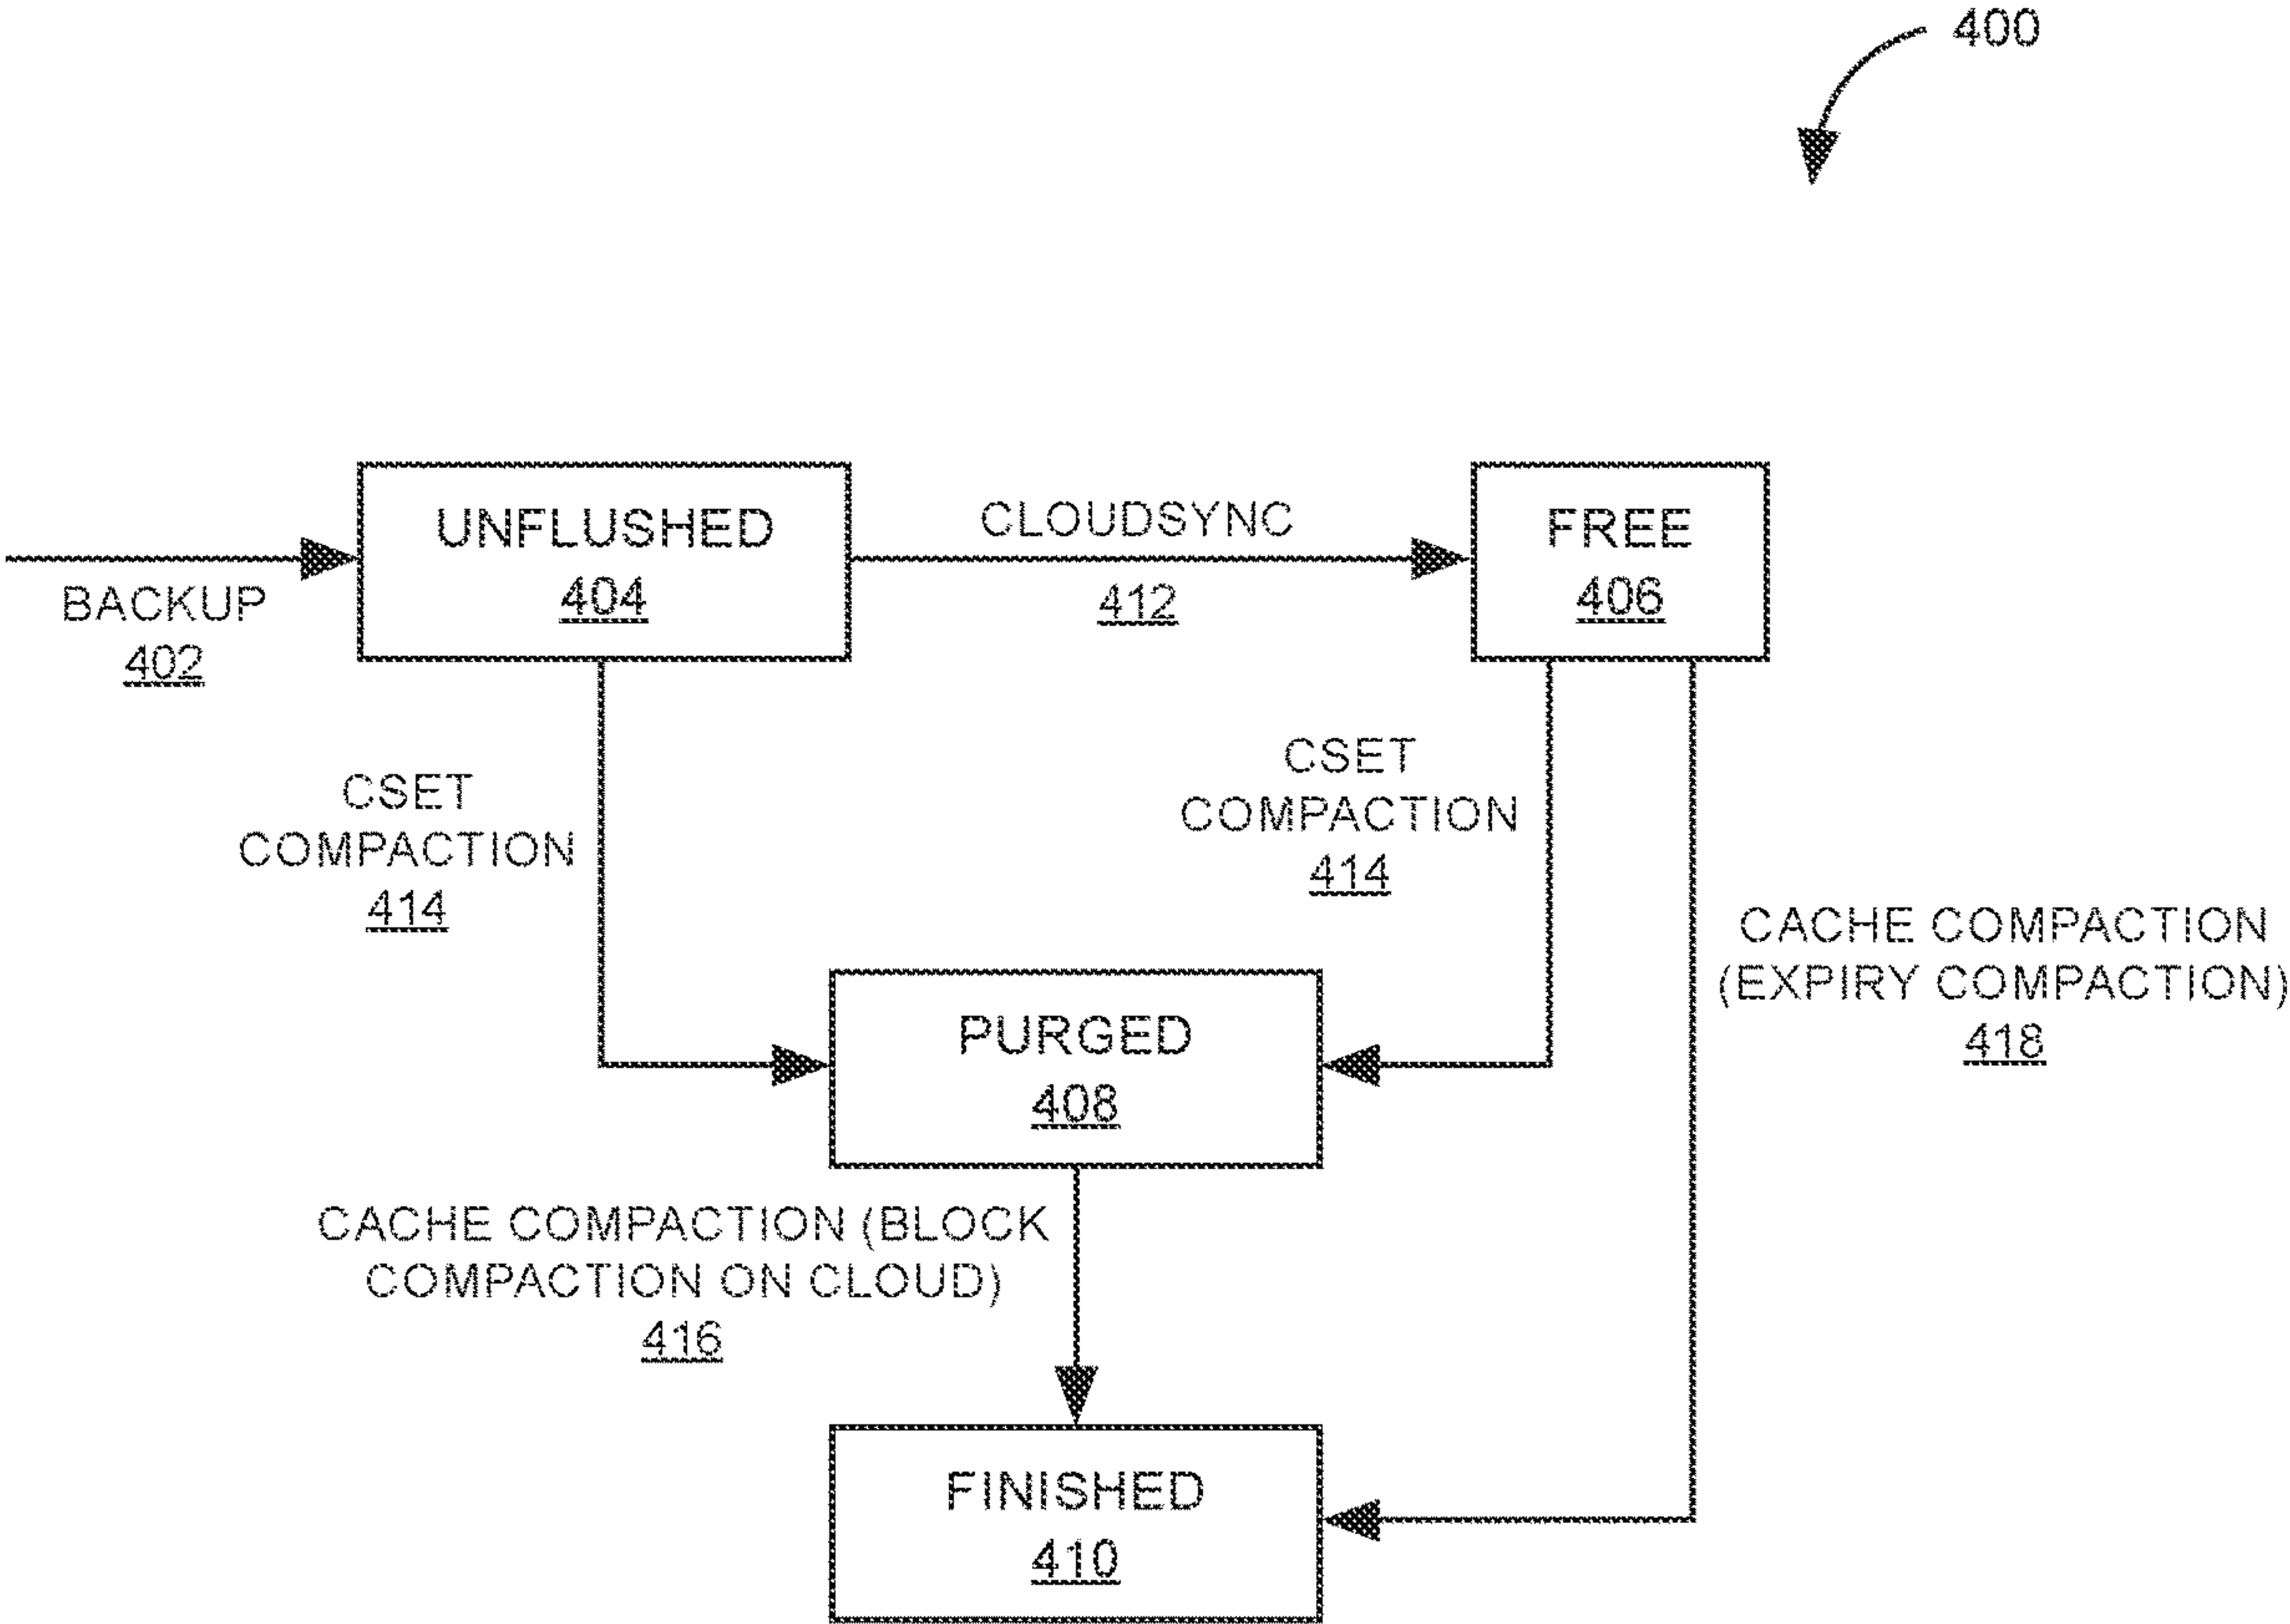 400
UNFLUSHED
404
CLOUDSYNC
412
FREE
406
BACKUP
402
CSET
COMPACTION
414
CSET
COMPACTION
414
CACHE COMPACTION
(EXPIRY COMPACTION)
418
PURGED
408
CACHE COMPACTION (BLOCK
COMPACTION ON CLOUD)
416
FINISHED
410